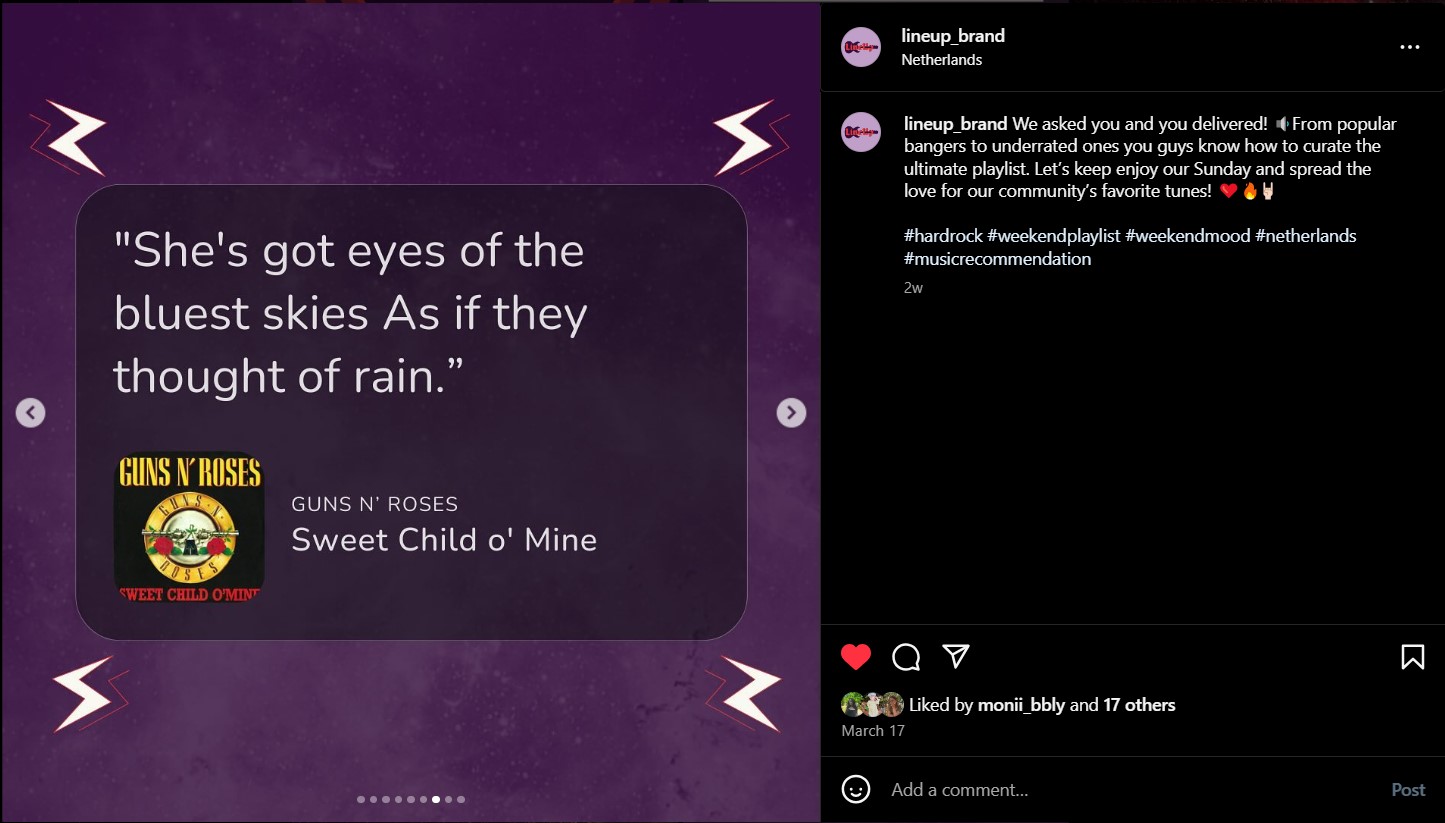 "She's got eyes of the
bluest skies As if they
thought of rain.”
GUNS N' ROSES
GUNS N' ROSES
SWEET CHILD O'MINE
GUNS N’ ROSES
Sweet Child o' Mine
lineup_brand
Netherlands
lineup_brand We asked you and you delivered! 🔈From popular
bangers to underrated ones you guys know how to curate the
ultimate playlist. Let’s keep enjoy our Sunday and spread the
love for our community’s favorite tunes! ❤️🔥🤘🏻
#hardrock #weekendplaylist #weekendmood #netherlands
#musicrecommendation
2w
Liked by monii_bbly and 17 others
March 17
Add a comment...
Post